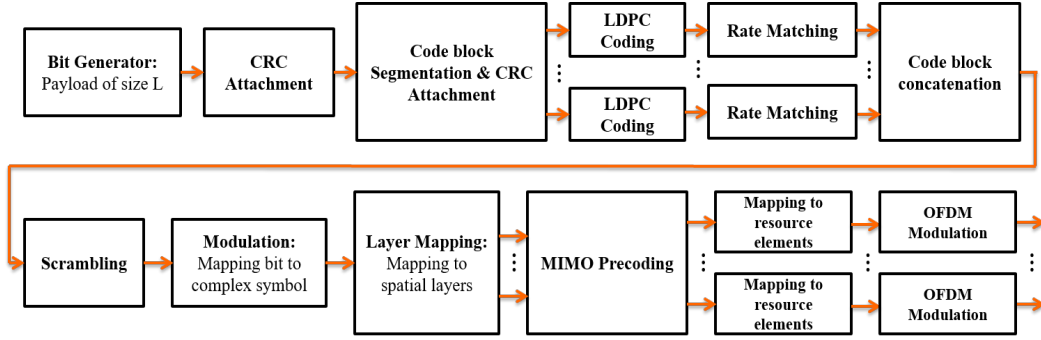 Bit Generator:
Payload of size L
CRC
Attachment
Code block
Segmentation & CRC
Attachment
LDPC
Coding
LDPC
Coding
Rate Matching
Rate Matching
Code block
concatenation
Scrambling
Modulation:
Mapping bit to
complex symbol
Layer Mapping:
Mapping to
spatial layers
MIMO Precoding
Mapping to
resource
elements
Mapping to
resource
elements
OFDM
Modulation
OFDM
Modulation